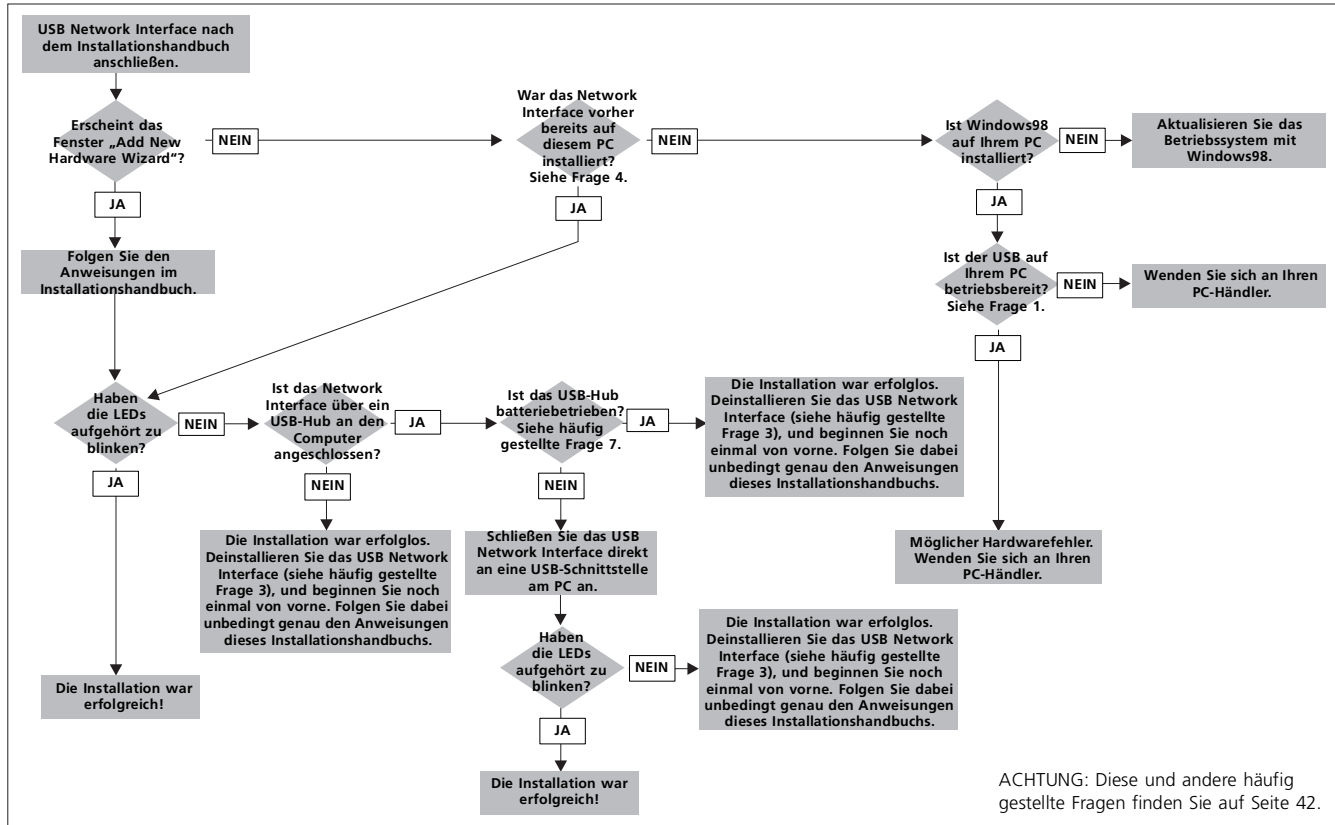 USB Network Interface nach
dem Installationshandbuch
anschließen.
Erscheint das
Fenster „Add New
Hardware Wizard"?
NEIN
War das Network
Interface vorher
bereits auf
diesem PC
installiert?
Siehe Frage 4.
NEIN
Ist Windows98
auf Ihrem PC
installiert?
NEIN
Aktualisieren Sie das
Betriebssystem mit
Windows98.
JA
JA
JA
Folgen Sie den
Anweisungen im
Installationshandbuch.
Ist der USB auf
Ihrem PC
betriebsbereit?
Siehe Frage 1.
NEIN
Wenden Sie sich an Ihren
PC-Händler.
JA
Haben
die LEDs
aufgehört zu
blinken?
NEIN
Ist das Network
Interface über ein
USB-Hub an den
Computer
angeschlossen?
JA
Ist das USB-Hub
batteriebetrieben?
Siehe häufig
gestellte Frage 7.
JA
Die Installation war erfolglos.
Deinstallieren Sie das USB Network
Interface (siehe häufig gestellte
Frage 3), und beginnen Sie noch
einmal von vorne. Folgen Sie dabei
unbedingt genau den Anweisungen
dieses Installationshandbuchs.
JA
NEIN
NEIN
Die Installation war erfolglos.
Deinstallieren Sie das USB Network
Interface (siehe häufig gestellte
Frage 3), und beginnen Sie noch
einmal von vorne. Folgen Sie dabei
unbedingt genau den Anweisungen
dieses Installationshandbuchs.
Schließen Sie das USB
Network Interface direkt
an eine USB-Schnittstelle
am PC an.
Möglicher Hardwarefehler.
Wenden Sie sich an Ihren
PC-Händler.
Haben
die LEDs
aufgehört zu
blinken?
NEIN
Die Installation war erfolglos.
Deinstallieren Sie das USB Network
Interface (siehe häufig gestellte
Frage 3), und beginnen Sie noch
einmal von vorne. Folgen Sie dabei
unbedingt genau den Anweisungen
dieses Installationshandbuchs.
Die Installation war
erfolgreich!
JA
Die Installation war
erfolgreich!
ACHTUNG: Diese und andere häufig
gestellte Fragen finden Sie auf Seite 42.